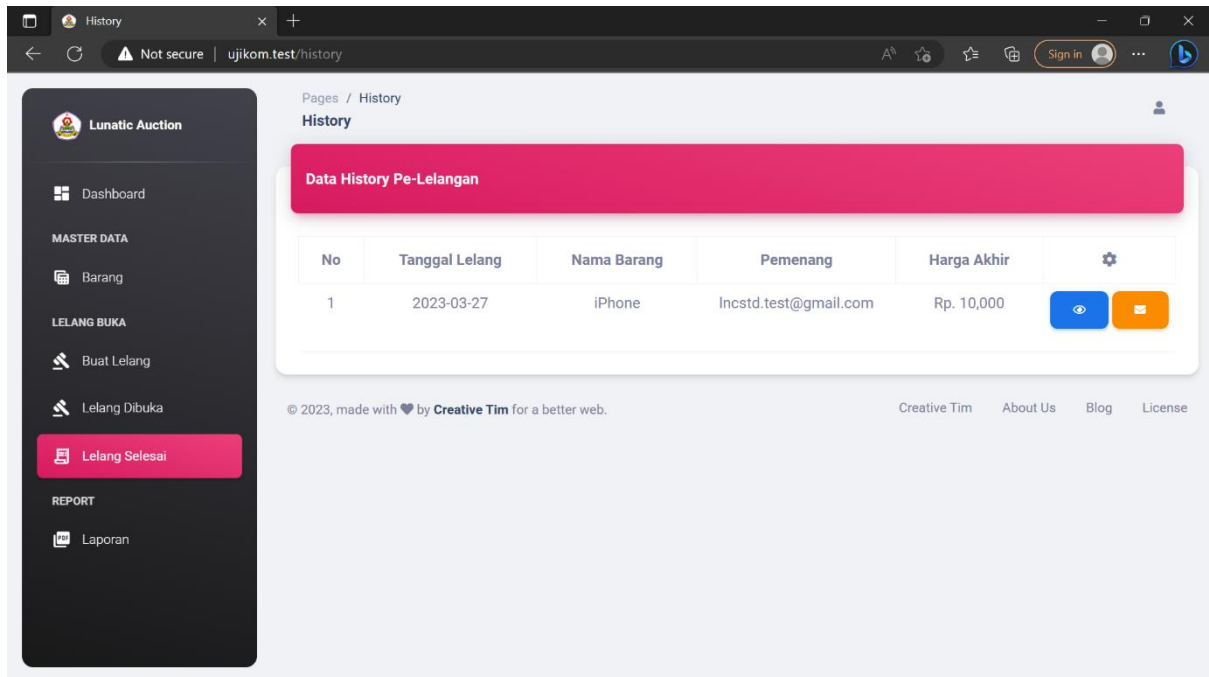 History
Not secure | ujikom.test/history
Sign in
Lunatic Auction
Dashboard
MASTER DATA
Barang
LELANG BUKA
Buat Lelang
Lelang Dibuka
Lelang Selesai
REPORT
PDF Laporan
Pages / History
History
Data History Pe-Lelangan
No Tanggal Lelang Nama Barang Pemenang Harga Akhir
1 2023-03-27 iPhone lncstd.test@gmail.com Rp. 10,000
© 2023, made with by Creative Tim for a better web.
Creative Tim About Us Blog License